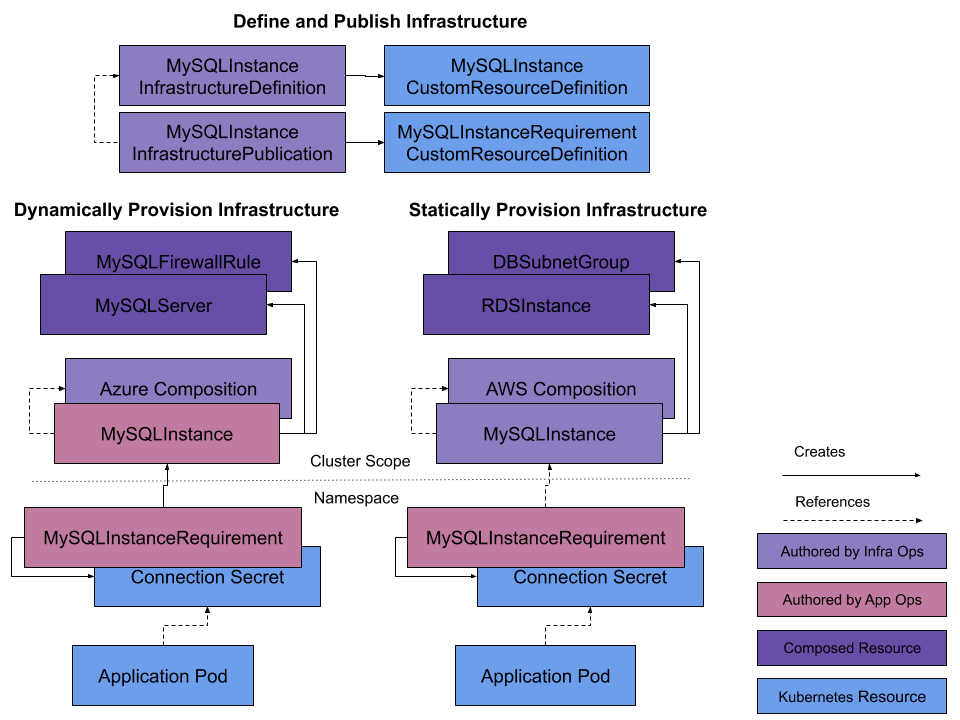 Define and Publish Infrastructure
MySQLInstance
InfrastructureDefinition
MySQLInstance
CustomResourceDefinition
MySQLInstance
InfrastructurePublication
MySQLInstanceRequirement
CustomResourceDefinition
Dynamically Provision Infrastructure
MySQLFirewallRule
MySQLServer
Azure Composition
MySQLInstance
Statically Provision Infrastructure
DBSubnetGroup
RDSInstance
AWS Composition
MySQLInstance
Cluster Scope
Namespace
MySQLInstanceRequirement
Connection Secret
Application Pod
MySQLInstanceRequirement
Connection Secret
Application Pod
Creates
References
Authored by Infra Ops
Authored by App Ops
Composed Resource
Kubernetes Resource